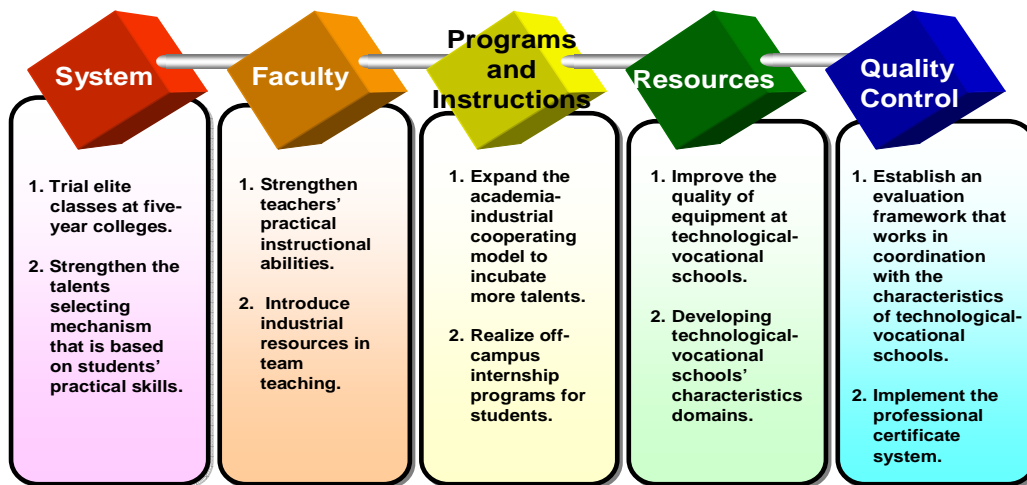 System
1. Trial elite
classes at five-
year colleges.
2. Strengthen the
talents
selecting
mechanism
that is based
on students’
practical skills.
Faculty
1. Strengthen
teachers’
practical
instructional
abilities.
2. Introduce
industrial
resources in
team
teaching.
Programs
and
Instructions
1. Expand the
academia-
industrial
cooperating
model to
incubate
more talents.
2. Realize off-
campus
internship
programs for
students.
Resources
1. Improve the
quality of
equipment at
technological-
vocational
schools.
2. Developing
technological-
vocational
schools’
characteristics
domains.
Quality
Control
1. Establish an
evaluation
framework that
works in
coordination
with the
characteristics
of technological-
vocational
schools.
2. Implement the
professional
certificate
system.